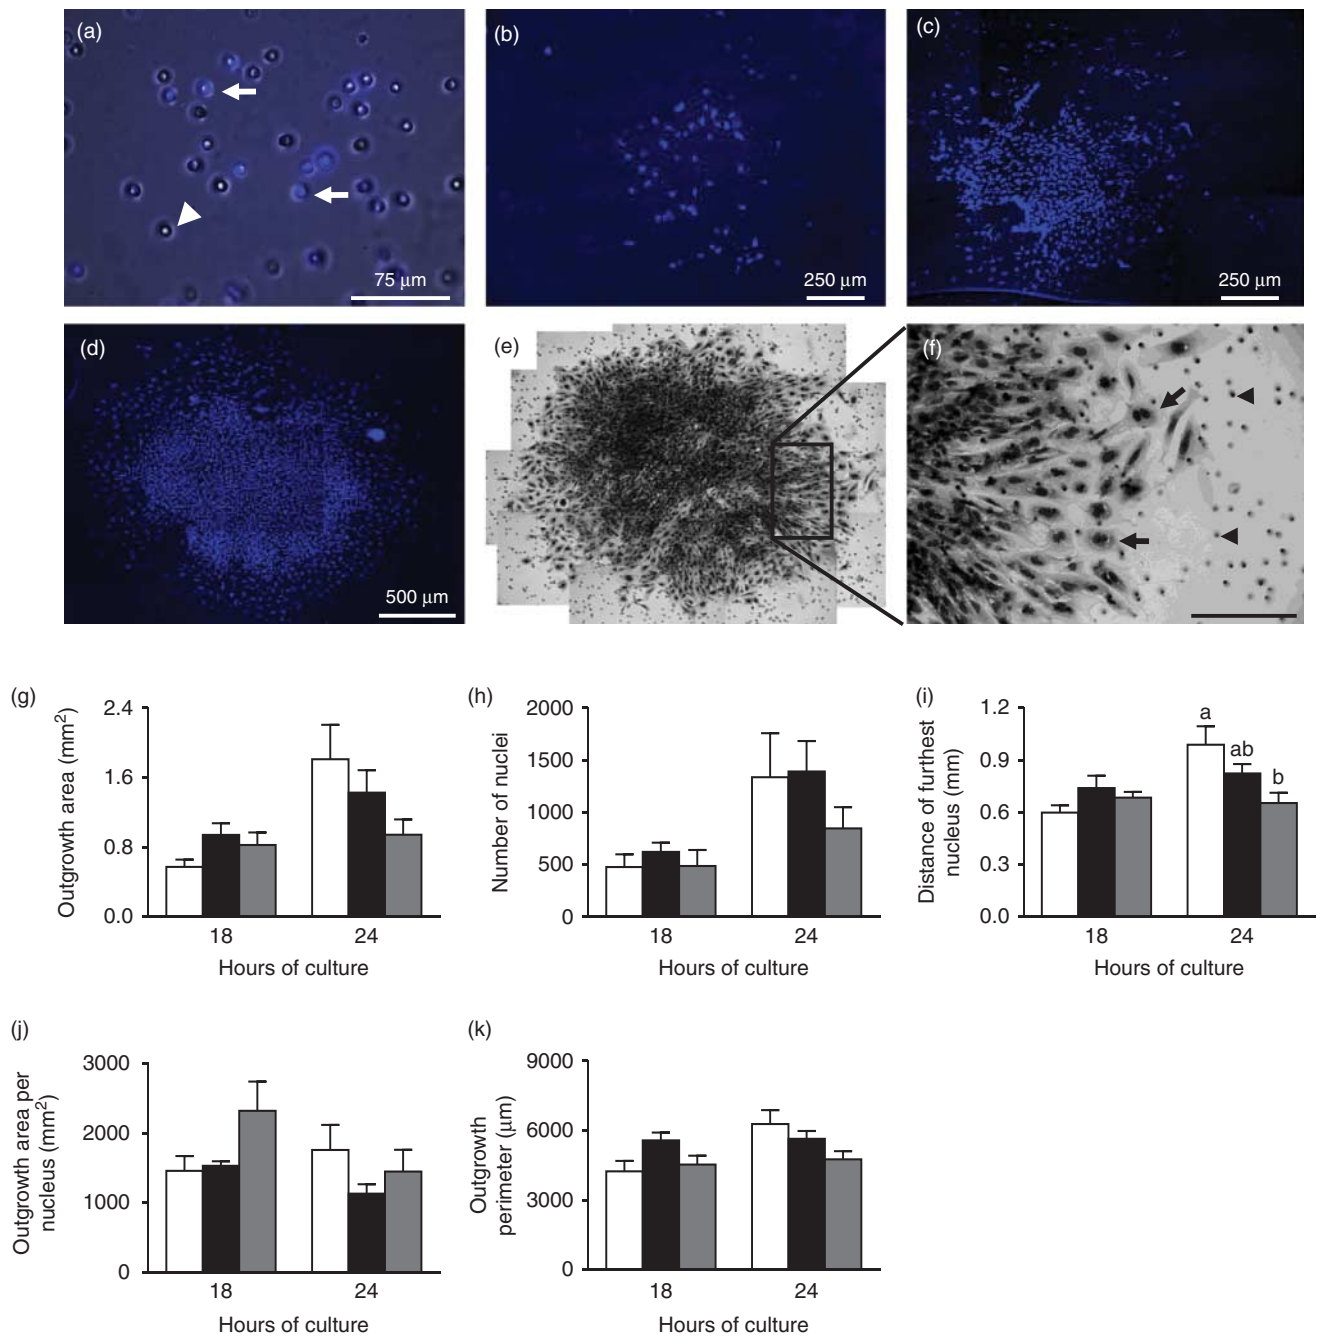 (a)
75 μm
(b)
250 μm
(c)
250 μm
(d)
500 μm
(e)
(f)
(g)
Outgrowth area (mm²)
2.4
1.6
0.8
0.0
18
24
Hours of culture
(h)
Number of nuclei
2000
1500
1000
500
0
18
24
Hours of culture
(i)
Distance of furthest
nucleus (mm)
1.2
0.9
0.6
0.3
0.0
a
ab
b
18
24
Hours of culture
(j)
Outgrowth area per
nucleus (mm²)
3000
2000
1000
0
18
24
Hours of culture
(k)
Outgrowth
perimeter (μm)
9000
6000
3000
0
18
24
Hours of culture